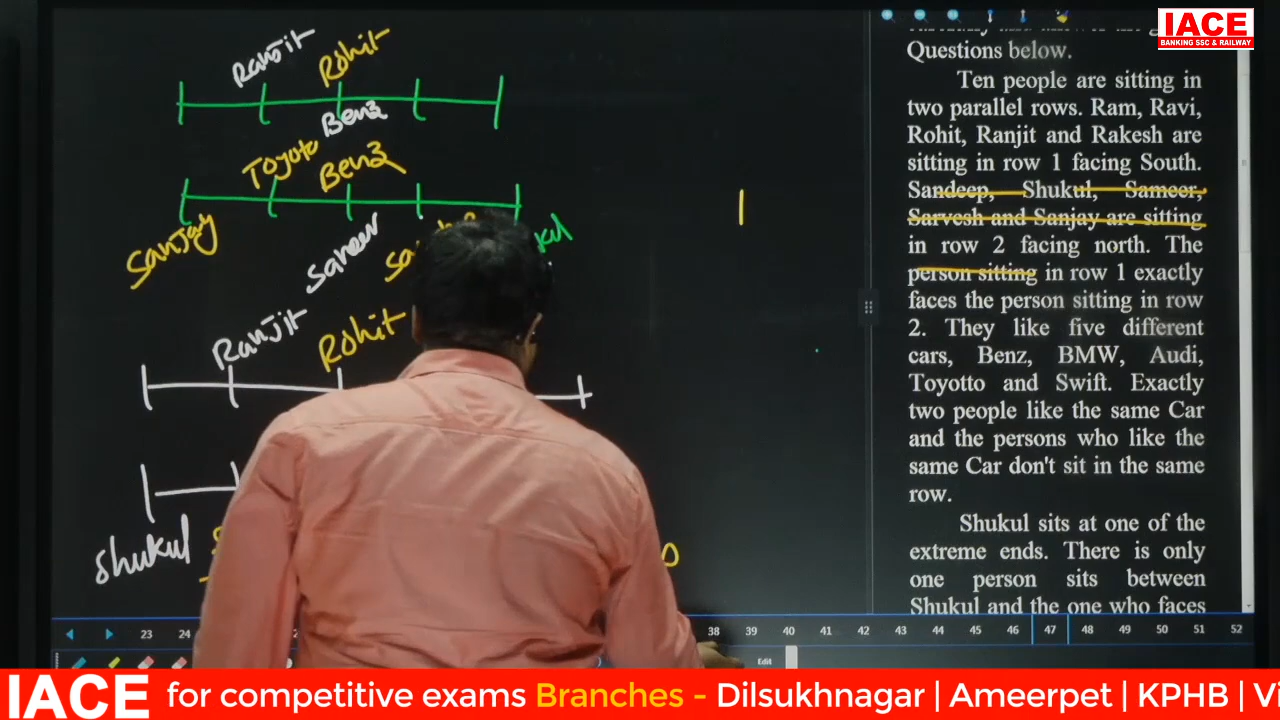 IACE
BANKING SSC & RAILWAY
Questions below.
Ten people are sitting in
two parallel rows. Ram, Ravi,
Rohit, Ranjit and Rakesh are
sitting in row 1 facing South.
Sandeep, Shukul, Sameer,
Sarvesh and Sanjay are sitting
in row 2 facing north. The
person sitting in row 1 exactly
faces the person sitting in row
2. They like five different
cars, Benz, BMW, Audi,
Toyotto and Swift. Exactly
two people like the same Car
and the persons who like the
same Car don't sit in the same
row.
Shukul sits at one of the
extreme ends. There is only
one person sits between
Shukul and the one who faces
Ranjit Rohit
Benz
Toyoto Benz
Sanjay Sameer
Ranjit Rohit
Shukul
23 24 38 39 40 41 42 43 44 45 46 47 48 49 50 51 52
Edit
IACE for competitive exams Branches - Dilsukhnagar | Ameerpet | KPHB | Vi